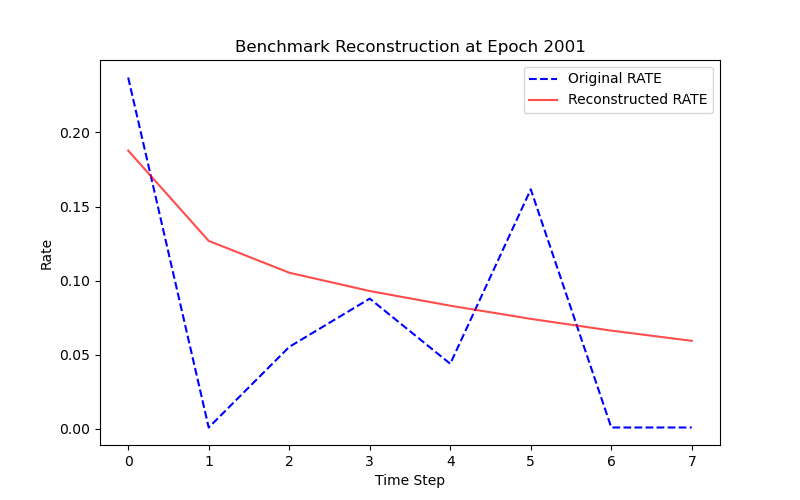 Benchmark Reconstruction at Epoch 2001
Original RATE
Reconstructed RATE
0.20
0.15
0.10
0.05
0.00
Rate
0 1 2 3 4 5 6 7
Time Step